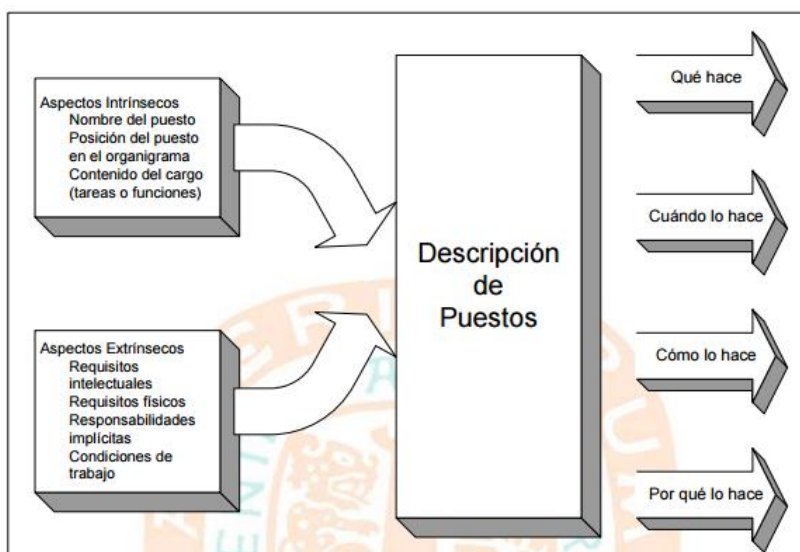 Aspectos Intrínsecos
Nombre del puesto
Posición del puesto
en el organigrama
Contenido del cargo
(tareas o funciones)
Aspectos Extrínsecos
Requisitos
intelectuales
Requisitos físicos
Responsabilidades
implícitas
Condiciones de
trabajo
Descripción
de
Puestos
Qué hace
Cuándo lo hace
Cómo lo hace
Por qué lo hace